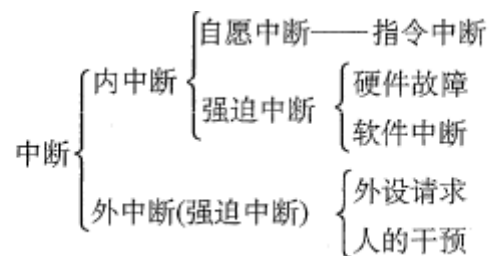 自愿中断——指令中断
内中断
硬件故障
强迫中断
软件中断
中断
外设请求
外中断(强迫中断)
人的干预